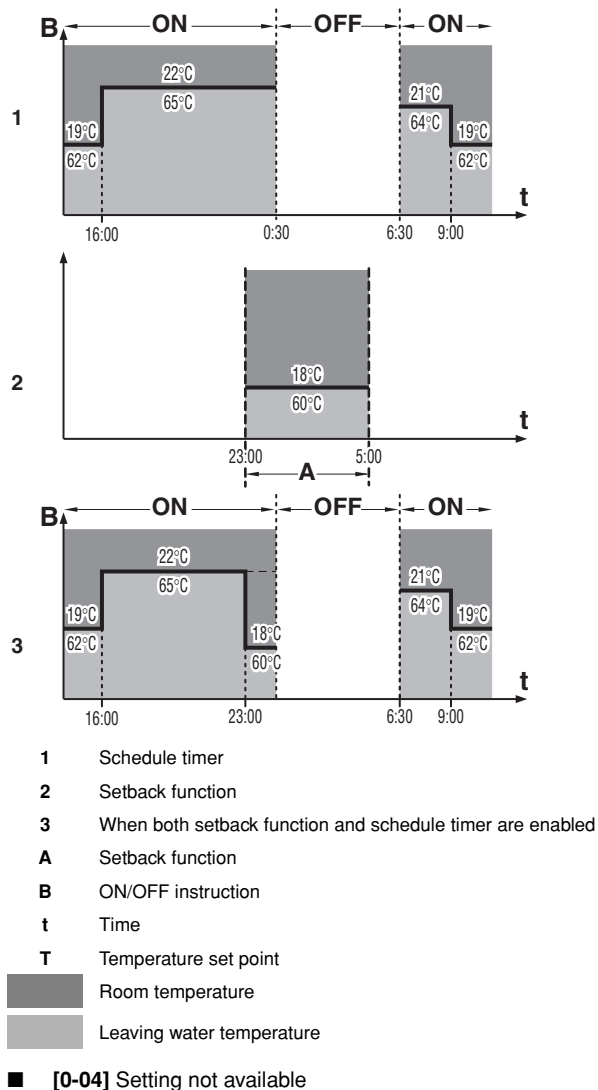 B ON OFF ON
22°C
65°C
21°C
64°C
1
19°C
62°C
19°C
62°C
t
16:00 0:30 6:30 9:00
2
18°C
60°C
t
23:00 5:00
A
B ON OFF ON
22°C
65°C
21°C
64°C
19°C
62°C
18°C
60°C
19°C
62°C
3
t
16:00 23:00 6:30 9:00
1 Schedule timer
2 Setback function
3 When both setback function and schedule timer are enabled
A Setback function
B ON/OFF instruction
t Time
T Temperature set point
Room temperature
Leaving water temperature
■ [0-04] Setting not available